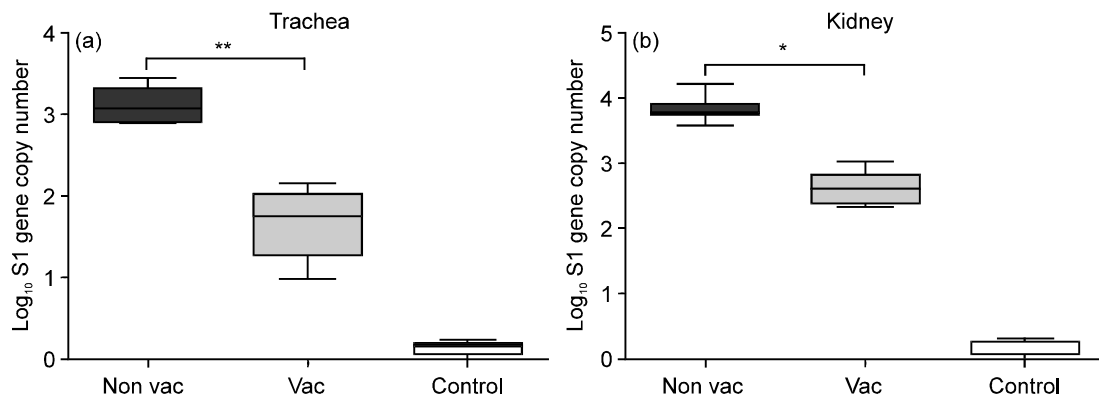 Trachea
(a)
**
Log₁₀ S1 gene copy number
4
3
2
1
0
Non vac
Vac
Control
Kidney
(b)
*
Log₁₀ S1 gene copy number
5
4
3
2
1
0
Non vac
Vac
Control